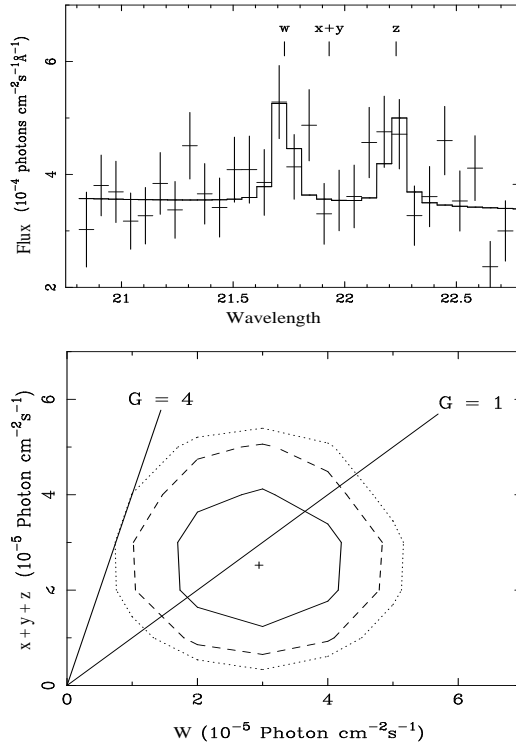 w x+y z
6
4
2
Flux (10⁻⁴ photons cm⁻²s⁻¹Å⁻¹)
21 21.5 22 22.5
Wavelength
G = 4
G = 1
6
4
2
0
x+y+z (10⁻⁵ Photon cm⁻²s⁻¹)
0 2 4 6
W (10⁻⁵ Photon cm⁻²s⁻¹)